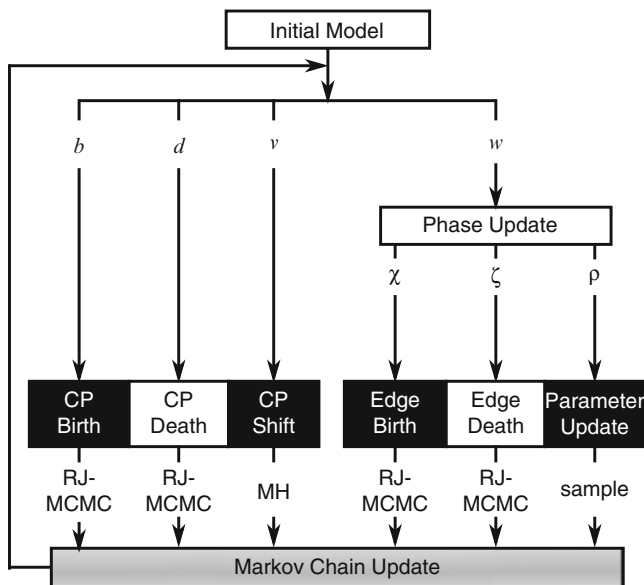 Initial Model
b d v w
Phase Update
χ ζ ρ
CP Birth
CP Death
CP Shift
Edge Birth
Edge Death
Parameter Update
RJ-MCMC
RJ-MCMC
MH
RJ-MCMC
RJ-MCMC
sample
Markov Chain Update